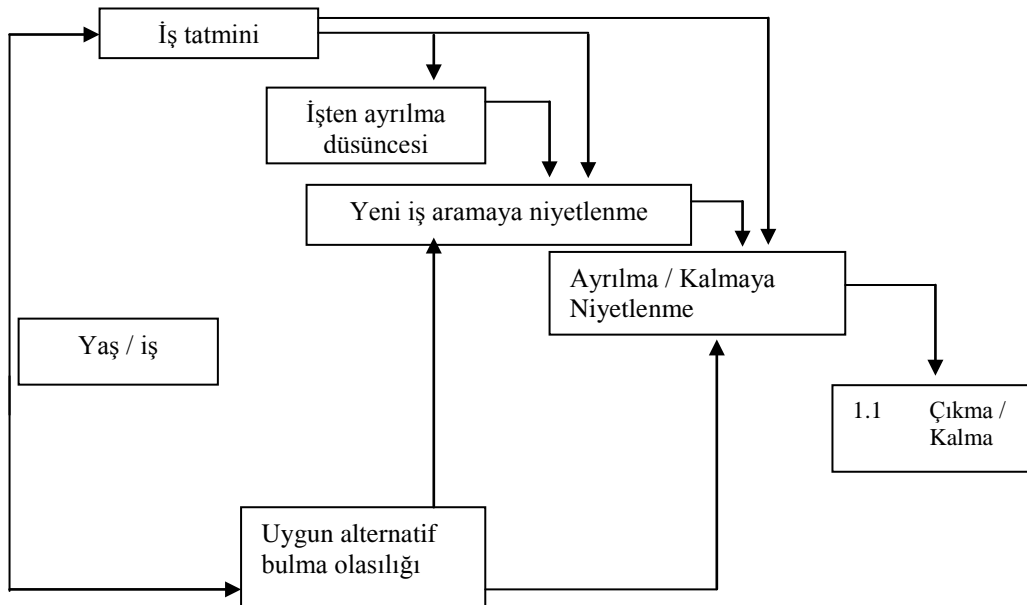 İş tatmini
İşten ayrılma
düsüncesi
Yeni iş aramaya niyetlenme
Ayrılma / Kalmaya
Niyetlenme
Yaş / iş
1.1 Çıkma /
Kalma
Uygun alternatif
bulma olasılığı